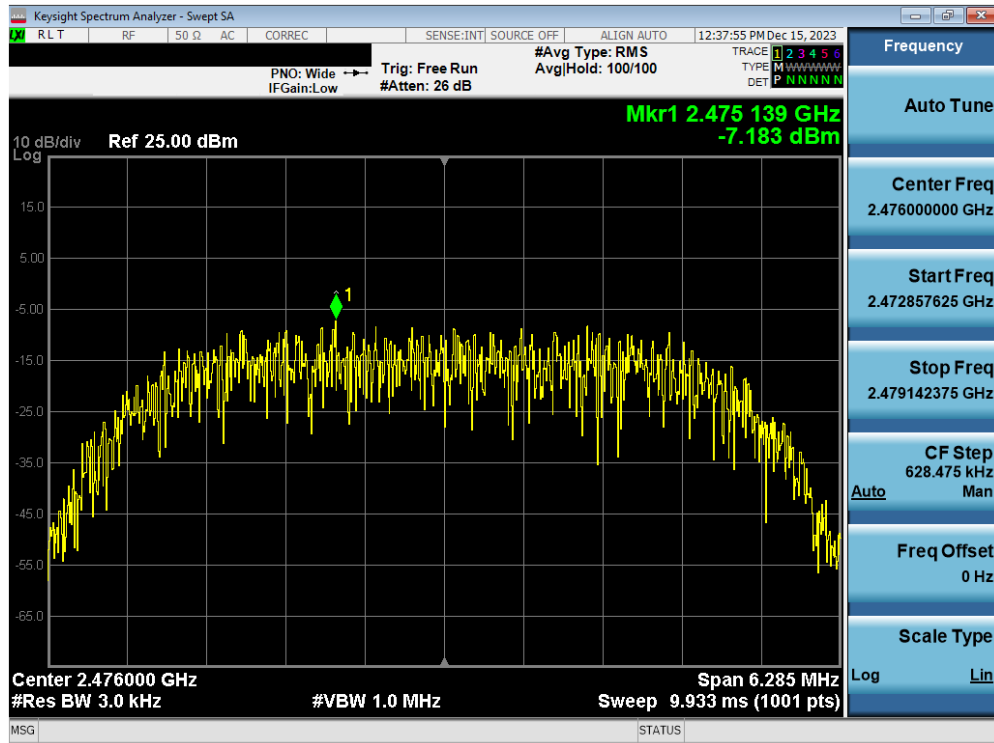 Keysight Spectrum Analyzer - Swept SA
LXI RLT RF 50 Ω AC CORREC SENSE:INT SOURCE OFF ALIGN AUTO 12:37:55 PM Dec 15, 2023
PNO: Wide
IFGain:Low
Trig: Free Run
#Atten: 26 dB
#Avg Type: RMS
Avg|Hold: 100/100
TRACE 1 2 3 4 5 6
TYPE M WWWWW
DET P N N N N N
Mkr1 2.475 139 GHz
-7.183 dBm
10 dB/div
Log
Ref 25.00 dBm
15.0
5.00
-5.00
-15.0
-25.0
-35.0
-45.0
-55.0
-65.0
1
Center 2.476000 GHz
Span 6.285 MHz
#Res BW 3.0 kHz
#VBW 1.0 MHz
Sweep 9.933 ms (1001 pts)
MSG
STATUS
Frequency
Auto Tune
Center Freq
2.476000000 GHz
Start Freq
2.472857625 GHz
Stop Freq
2.479142375 GHz
CF Step
628.475 kHz
Auto Man
Freq Offset
0 Hz
Scale Type
Log Lin